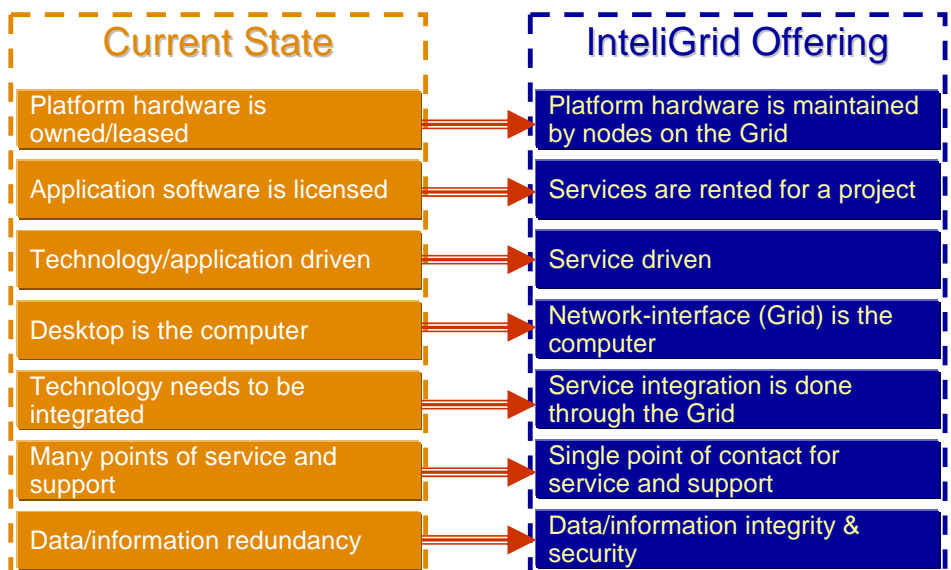 Current State
InteliGrid Offering
Platform hardware is
owned/leased
Platform hardware is maintained
by nodes on the Grid
Application software is licensed
Services are rented for a project
Technology/application driven
Service driven
Desktop is the computer
Network-interface (Grid) is the
computer
Technology needs to be
integrated
Service integration is done
through the Grid
Many points of service and
support
Single point of contact for
service and support
Data/information redundancy
Data/information integrity &
security